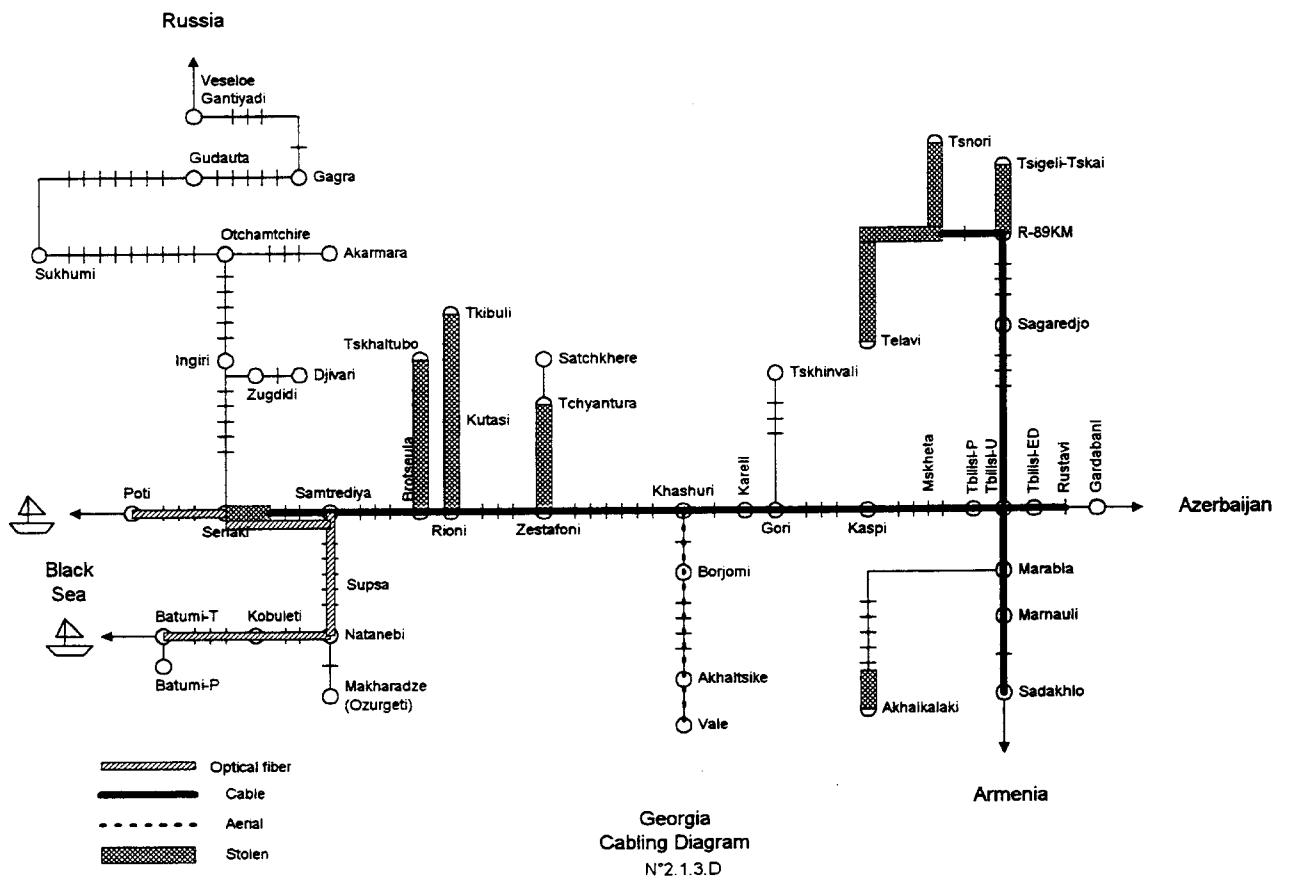 Russia
Veseloe
Gantiyadi
Gudauta
Gagra
Otchamtchire
Akarmara
Sukhumi
Ingiri
Djivari
Zugdidi
Tskhaltubo
Tkibuli
Kutasi
Brotseula
Satchkhere
Tchyantura
Tskhinvali
Tsnori
Tsigeli-Tskai
R-89KM
Telavi
Sagaredjo
Poti
Senaki
Samtrediya
Rioni
Zestafoni
Khashuri
Kareli
Gori
Kaspi
Mskheta
Tbilisi-P
Tbilisi-U
Tbilisi-ED
Rustavi
Gardabani
Azerbaijan
Black
Sea
Supsa
Batumi-T
Kobuleti
Natanebi
Batumi-P
Makharadze
(Ozurgeti)
Borjomi
Akhaltsike
Vale
Marabla
Marnauli
Sadakhlo
Akhalkalaki
Armenia
Optical fiber
Cable
Aerial
Stolen
Georgia
Cabling Diagram
N°2.1.3.D